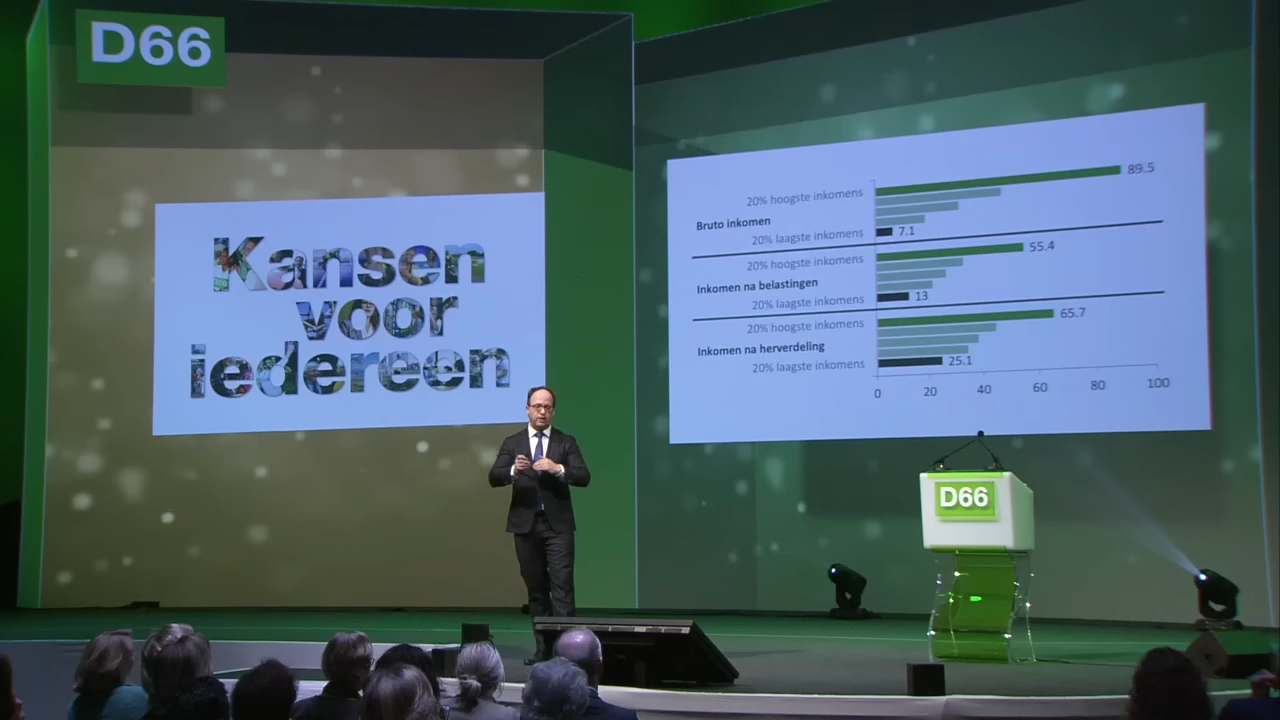 D66
Kansen
voor
iedereen
20% hoogste inkomens
89.5
Bruto inkomen
20% laagste inkomens
7.1
20% hoogste inkomens
55.4
Inkomen na belastingen
20% laagste inkomens
13
20% hoogste inkomens
65.7
Inkomen na herverdeling
20% laagste inkomens
25.1
0 20 40 60 80 100
D66